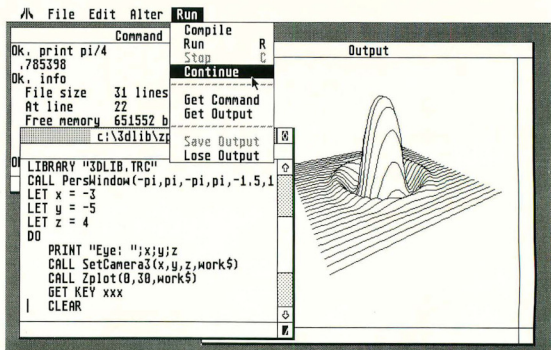 File Edit Alter Run
Compile
Run R
Stop C
Continue
Get Command
Get Output
Save Output
Lose Output
Command
Ok. print pi/4
.785398
Ok. info
File size 31 lines
At line 22
Free memory 651552 b
Output
c:\3dlib\zp
LIBRARY "3DLIB.TRC"
CALL PersWindow(-pi,pi,-pi,pi,-1.5,1
LET x = -3
LET y = -5
LET z = 4
DO
PRINT "Eye: ";x;y;z
CALL SetCamera3(x,y,z,work$)
CALL Zplot(0,30,work$)
GET KEY xxx
CLEAR